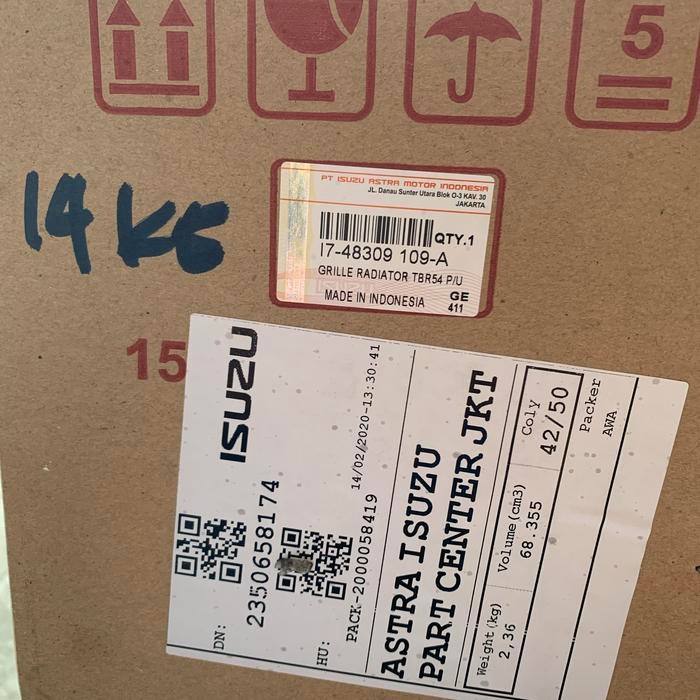 5
14 KG
PT ISUZU ASTRA MOTOR INDONESIA
JL. Danau Sunter Utara Blok O-3 KAV. 30
JAKARTA
QTY.1
I7-48309 109-A
GRILLE RADIATOR TBR54 P/U
MADE IN INDONESIA
GE
411
15
ISUZU
DN:
2350658174
HU:
PACK-2000058419
14/02/2020-13:30:41
ASTRA ISUZU
PART CENTER JKT
Weight(kg)
2,36
Volume(cm3)
68.355
Coly
42/50
Packer
AWA